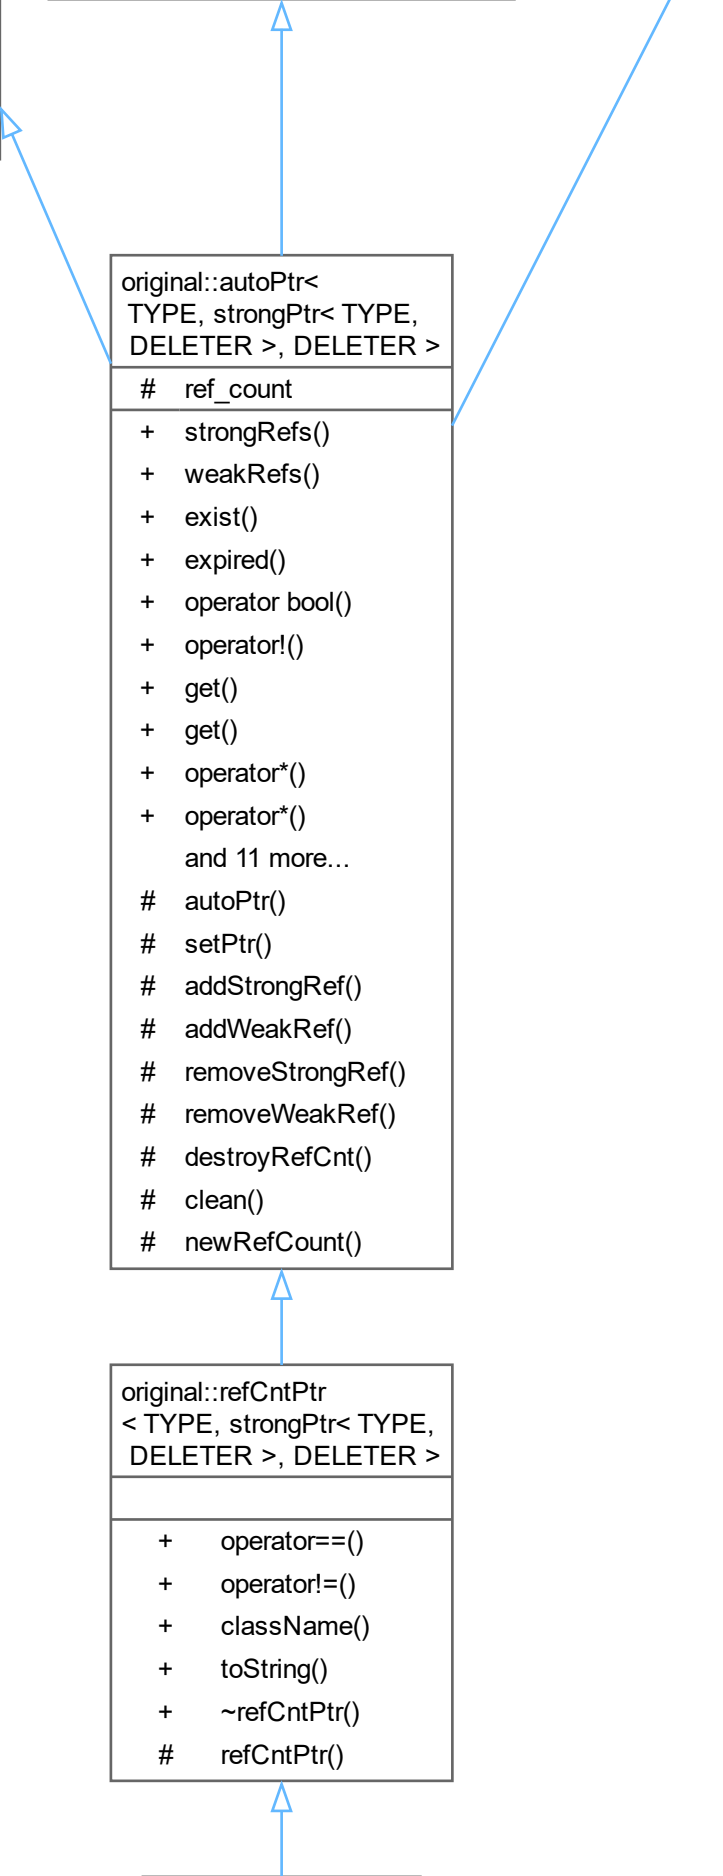 original::autoPtr<
TYPE, strongPtr< TYPE,
DELETER >, DELETER >
# ref_count
+ strongRefs()
+ weakRefs()
+ exist()
+ expired()
+ operator bool()
+ operator!()
+ get()
+ get()
+ operator*()
+ operator*()
and 11 more...
# autoPtr()
# setPtr()
# addStrongRef()
# addWeakRef()
# removeStrongRef()
# removeWeakRef()
# destroyRefCnt()
# clean()
# newRefCount()
original::refCntPtr
< TYPE, strongPtr< TYPE,
DELETER >, DELETER >
+ operator==()
+ operator!=()
+ className()
+ toString()
+ ~refCntPtr()
# refCntPtr()